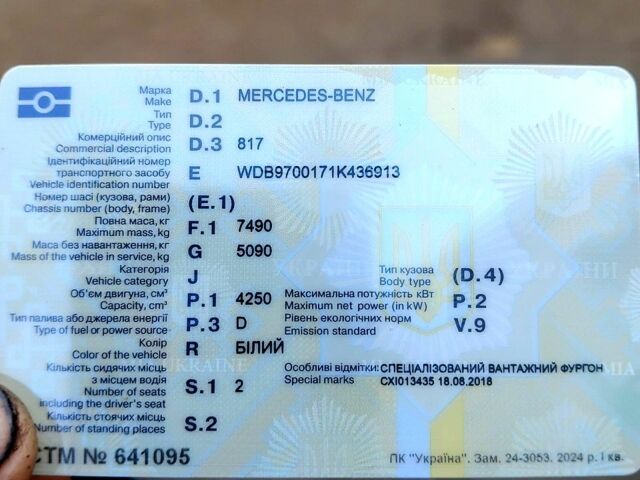 Марка
Make D.1 MERCEDES-BENZ
Тип
Type D.2
Комерційний опис
Commercial description D.3 817
Ідентифікаційний номер
транспортного засобу
Vehicle identification number E WDB9700171K436913
Номер шасі (кузова, рами)
Chassis number (body, frame) (E.1)
Повна маса, кг
Maximum mass, kg F.1 7490
Маса без навантаження, кг
Mass of the vehicle in service, kg G 5090
Категорія
Vehicle category J
Тип кузова
Body type (D.4)
Об'єм двигуна, см³
Capacity, cm³ P.1 4250
Максимальна потужність кВт
Maximum net power (in kW) P.2
Тип палива або джерела енергії
Type of fuel or power source P.3 D
Рівень екологічних норм
Emission standard V.9
Колір
Color of the vehicle R БІЛИЙ
Кількість сидячих місць
з місцем водія
Number of seats
including the driver's seat S.1 2
Особливі відмітки: СПЕЦІАЛІЗОВАНИЙ ВАНТАЖНИЙ ФУРГОН
Special marks CXI013435 18.08.2018
Кількість стоячих місць
Number of standing places S.2
СТМ № 641095
ПК "Україна". Зам. 24-3053. 2024 р. I кв.